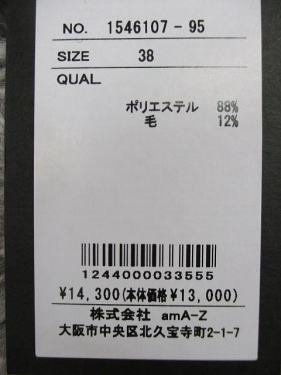 NO. 1546107-95
SIZE 38
QUAL
ポリエステル 88%
毛 12%
1244000033555
¥14,300(本体価格¥13,000)
株式会社 amA-Z
大阪市中央区北久宝寺町2-1-7